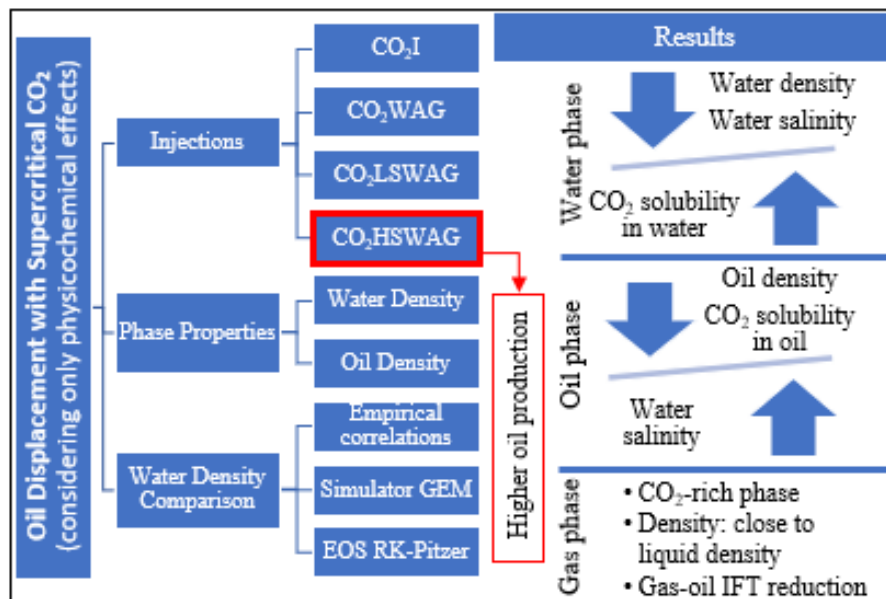 Oil Displacement with Supercritical CO₂
(considering only physicochemical effects)
Injections
Phase Properties
Water Density
Comparison
CO₂I
CO₂WAG
CO₂LSWAG
CO₂HSWAG
Water Density
Oil Density
Empirical
correlations
Simulator GEM
EOS RK-Pitzer
Higher oil production
Results
Water phase
Water density
Water salinity
CO₂ solubility
in water
Oil phase
Oil density
CO₂ solubility
in oil
Water
salinity
Gas phase
• CO₂-rich phase
• Density: close to
liquid density
• Gas-oil IFT reduction